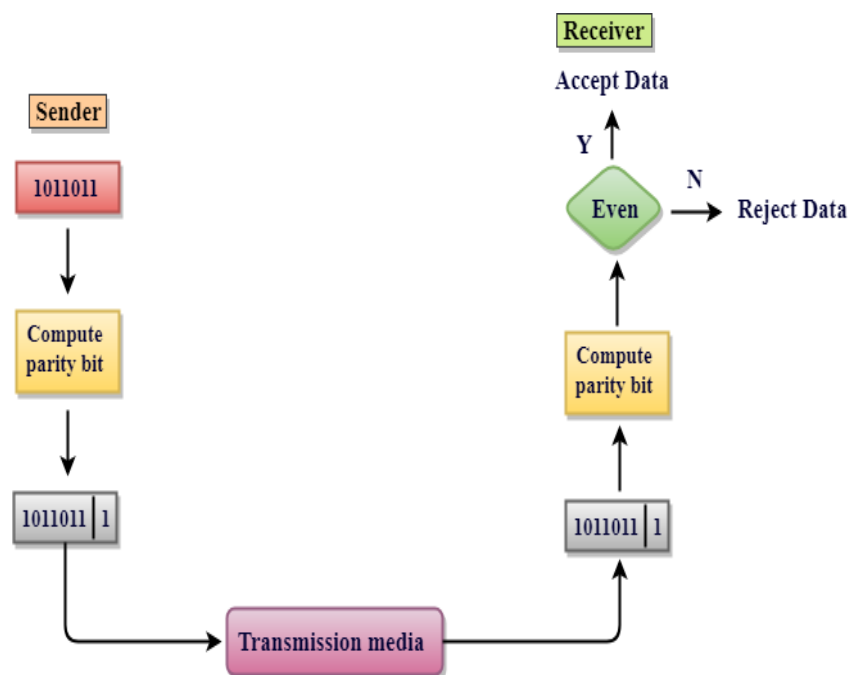 Receiver
Accept Data
Sender
Y
1011011
N
Even
Reject Data
Compute
parity bit
Compute
parity bit
1011011 | 1
1011011 | 1
Transmission media